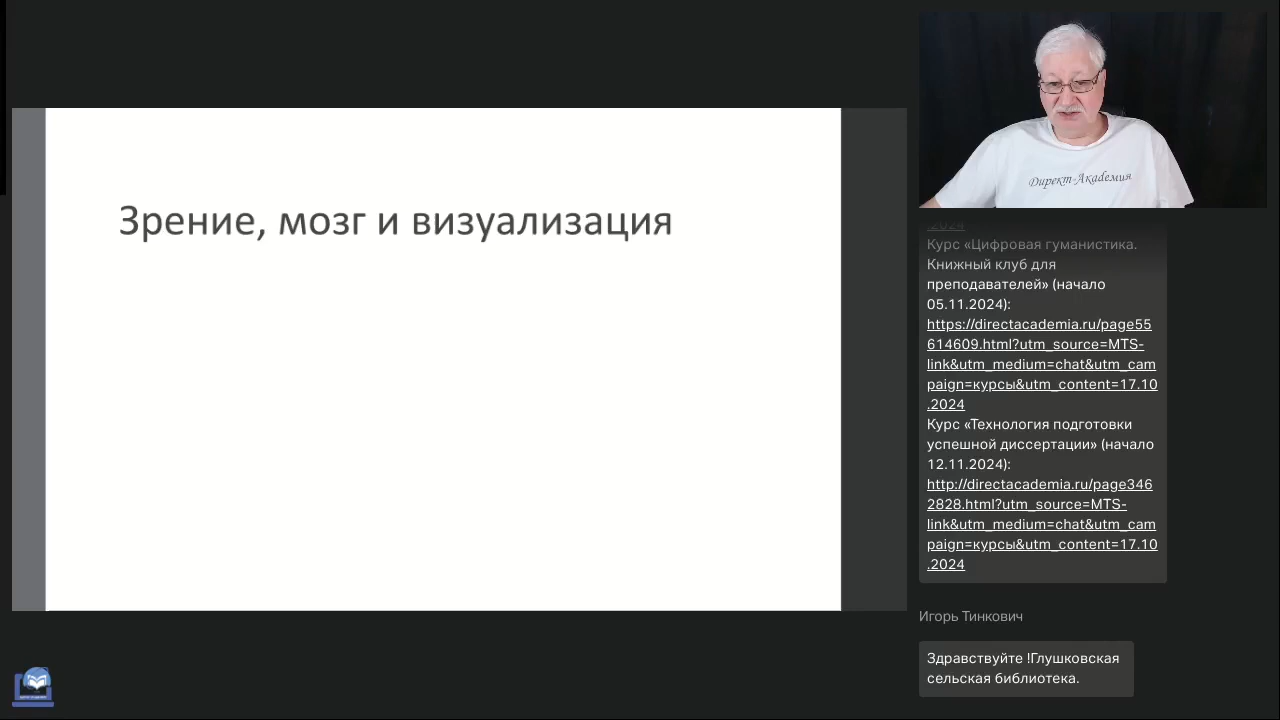 Зрение, мозг и визуализация
Директ-Академия
.2024
Курс «Цифровая гуманистика.
Книжный клуб для
преподавателей» (начало
05.11.2024):
https://directacademia.ru/page55
614609.html?utm_source=MTS-
link&utm_medium=chat&utm_cam
paign=курсы&utm_content=17.10
.2024
Курс «Технология подготовки
успешной диссертации» (начало
12.11.2024):
http://directacademia.ru/page346
2828.html?utm_source=MTS-
link&utm_medium=chat&utm_cam
paign=курсы&utm_content=17.10
.2024
Игорь Тинкович
Здравствуйте !Глушковская
сельская библиотека.